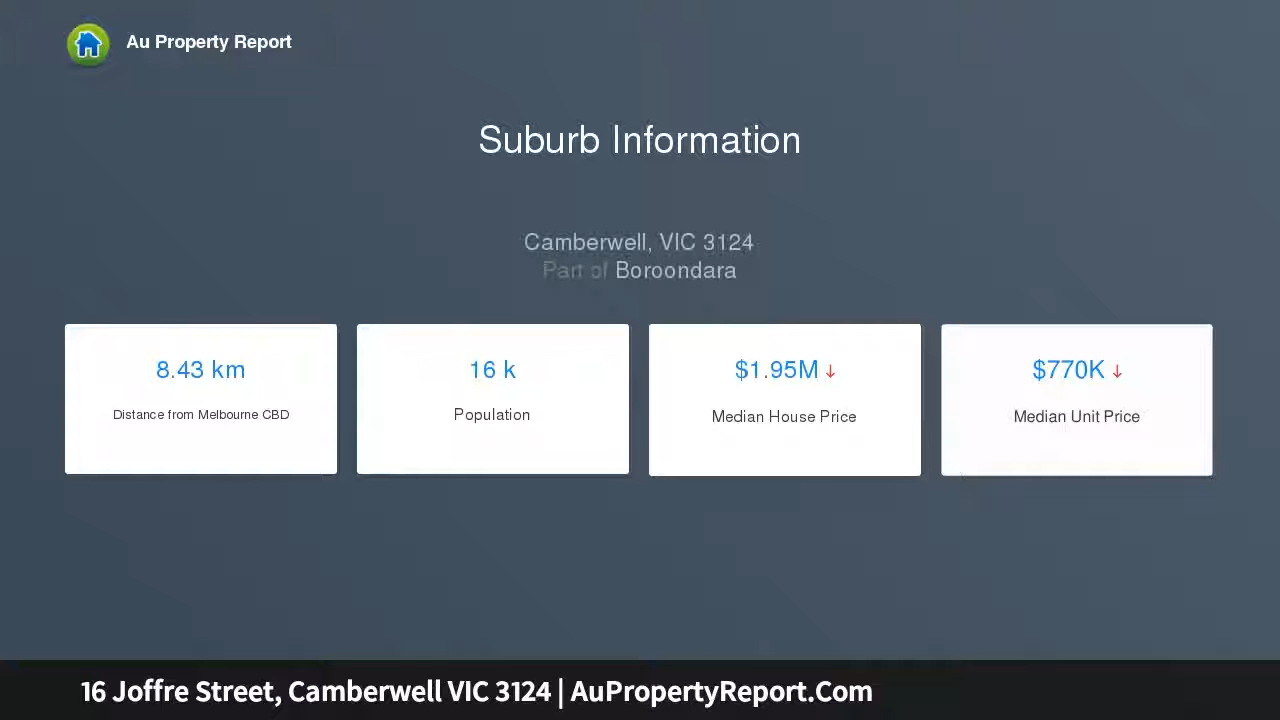 Au Property Report
Suburb Information
Camberwell, VIC 3124
Part of Boroondara
8.43 km
Distance from Melbourne CBD
16 k
Population
$1.95M ↓
Median House Price
$770K ↓
Median Unit Price
16 Joffre Street, Camberwell VIC 3124 | AuPropertyReport.Com